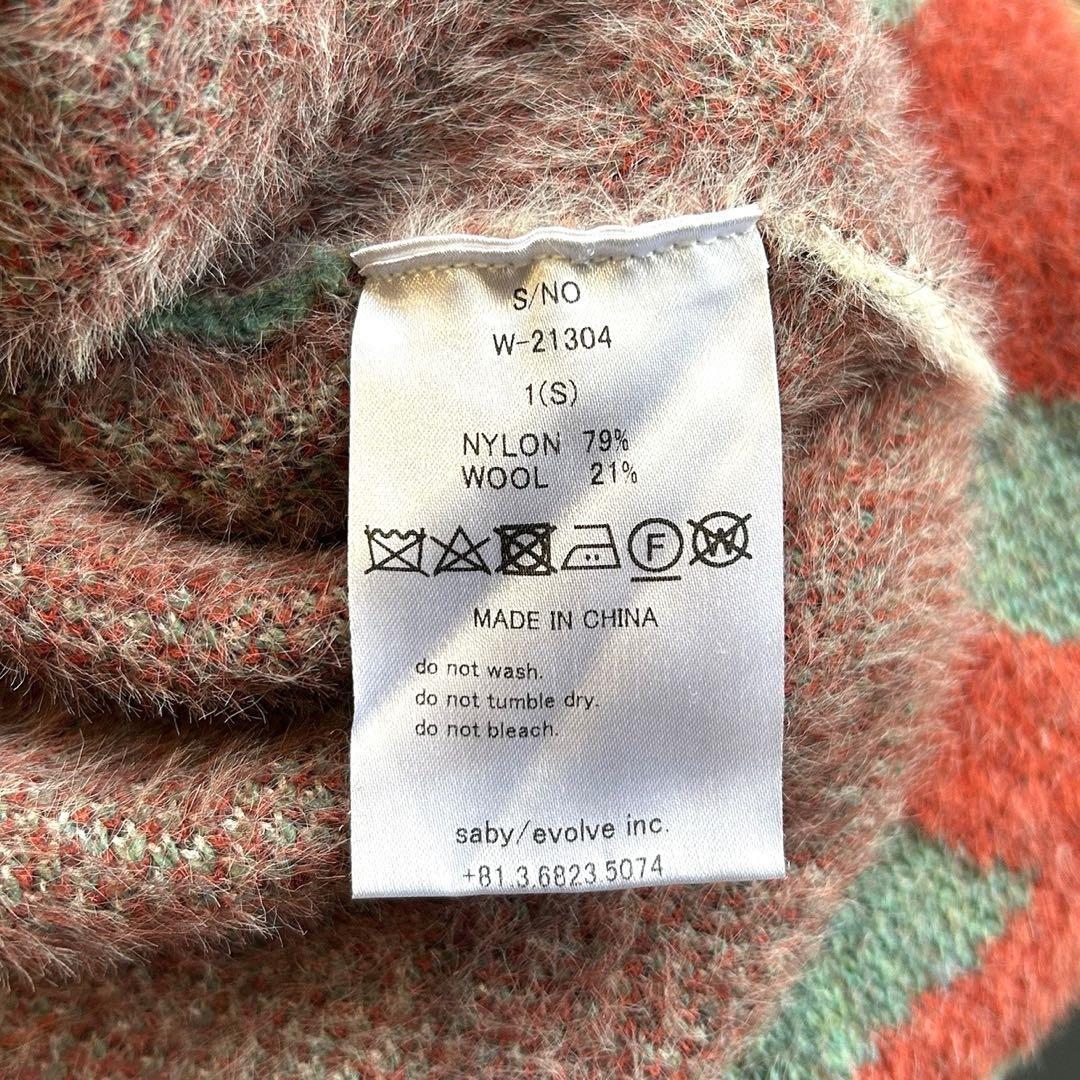 S/NO
W-21304
1(S)
NYLON 79%
WOOL 21%
F W
MADE IN CHINA
do not wash.
do not tumble dry.
do not bleach.
saby/evolve inc.
+81.3.6823.5074